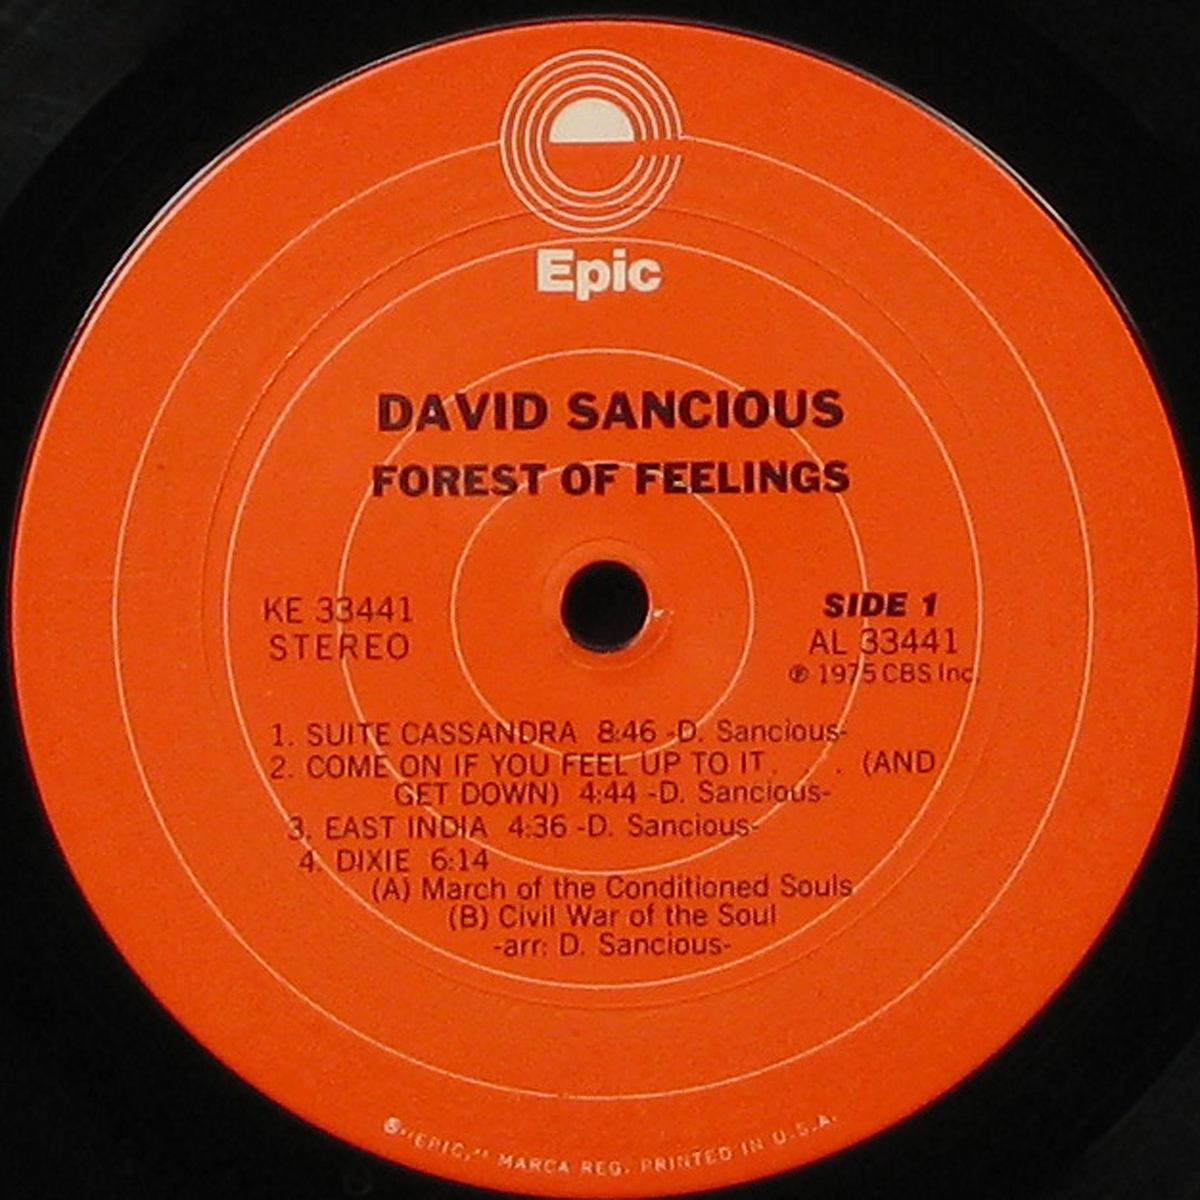 Epic
DAVID SANCIOUS
FOREST OF FEELINGS
KE 33441
STEREO
SIDE 1
AL 33441
℗ 1975 CBS Inc.
1. SUITE CASSANDRA 8:46 -D. Sancious-
2. COME ON IF YOU FEEL UP TO IT . . . (AND
GET DOWN) 4:44 -D. Sancious-
3. EAST INDIA 4:36 -D. Sancious-
4. DIXIE 6:14
(A) March of the Conditioned Souls
(B) Civil War of the Soul
-arr: D. Sancious-
®"EPIC," MARCA REG. PRINTED IN U.S.A.